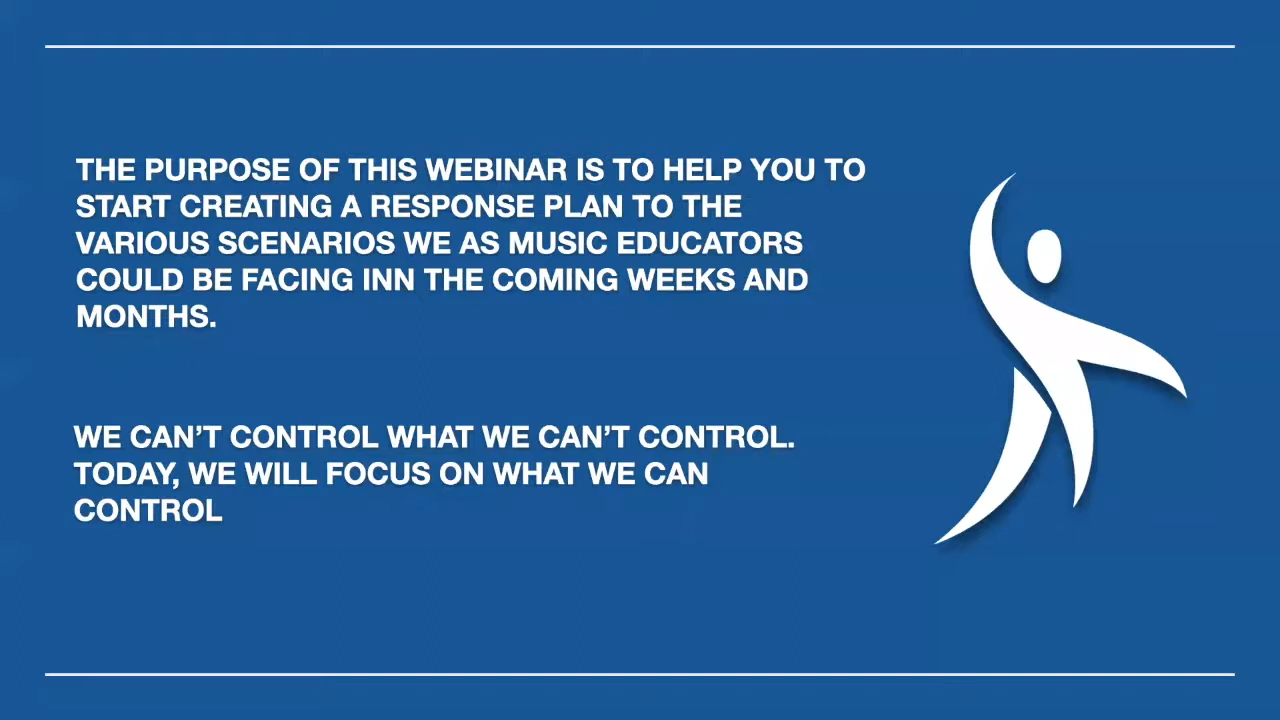 THE PURPOSE OF THIS WEBINAR IS TO HELP YOU TO
START CREATING A RESPONSE PLAN TO THE
VARIOUS SCENARIOS WE AS MUSIC EDUCATORS
COULD BE FACING INN THE COMING WEEKS AND
MONTHS.
WE CAN’T CONTROL WHAT WE CAN’T CONTROL.
TODAY, WE WILL FOCUS ON WHAT WE CAN
CONTROL